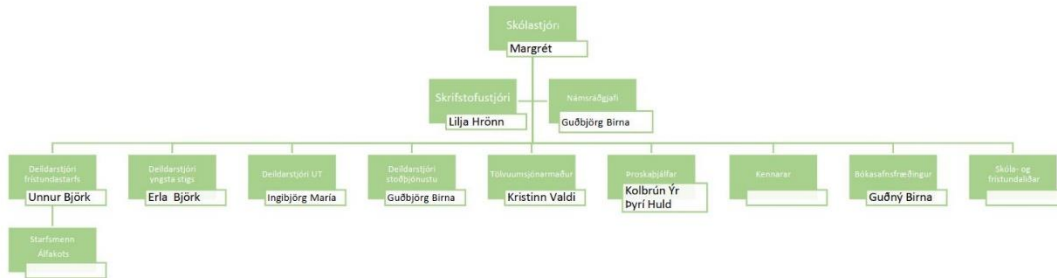 Skólastjóri
Margrét
Skrifstofustjóri
Lilja Hrönn
Námsráðgjafi
Guðbjörg Birna
Deildarstjóri
frístundastarfs
Unnur Björk
Deildarstjóri
yngsta stigs
Erla Björk
Deildarstjóri UT
Ingibjörg María
Deildarstjóri
stoðþjónustu
Guðbjörg Birna
Tölvuumsjónarmaður
Kristinn Valdi
Þroskaþjálfar
Kolbrún Ýr
Þyrí Huld
Kennarar
Bókasafnsfræðingur
Guðný Birna
Skóla- og
frístundaliðar
Starfsmenn
Álfakots